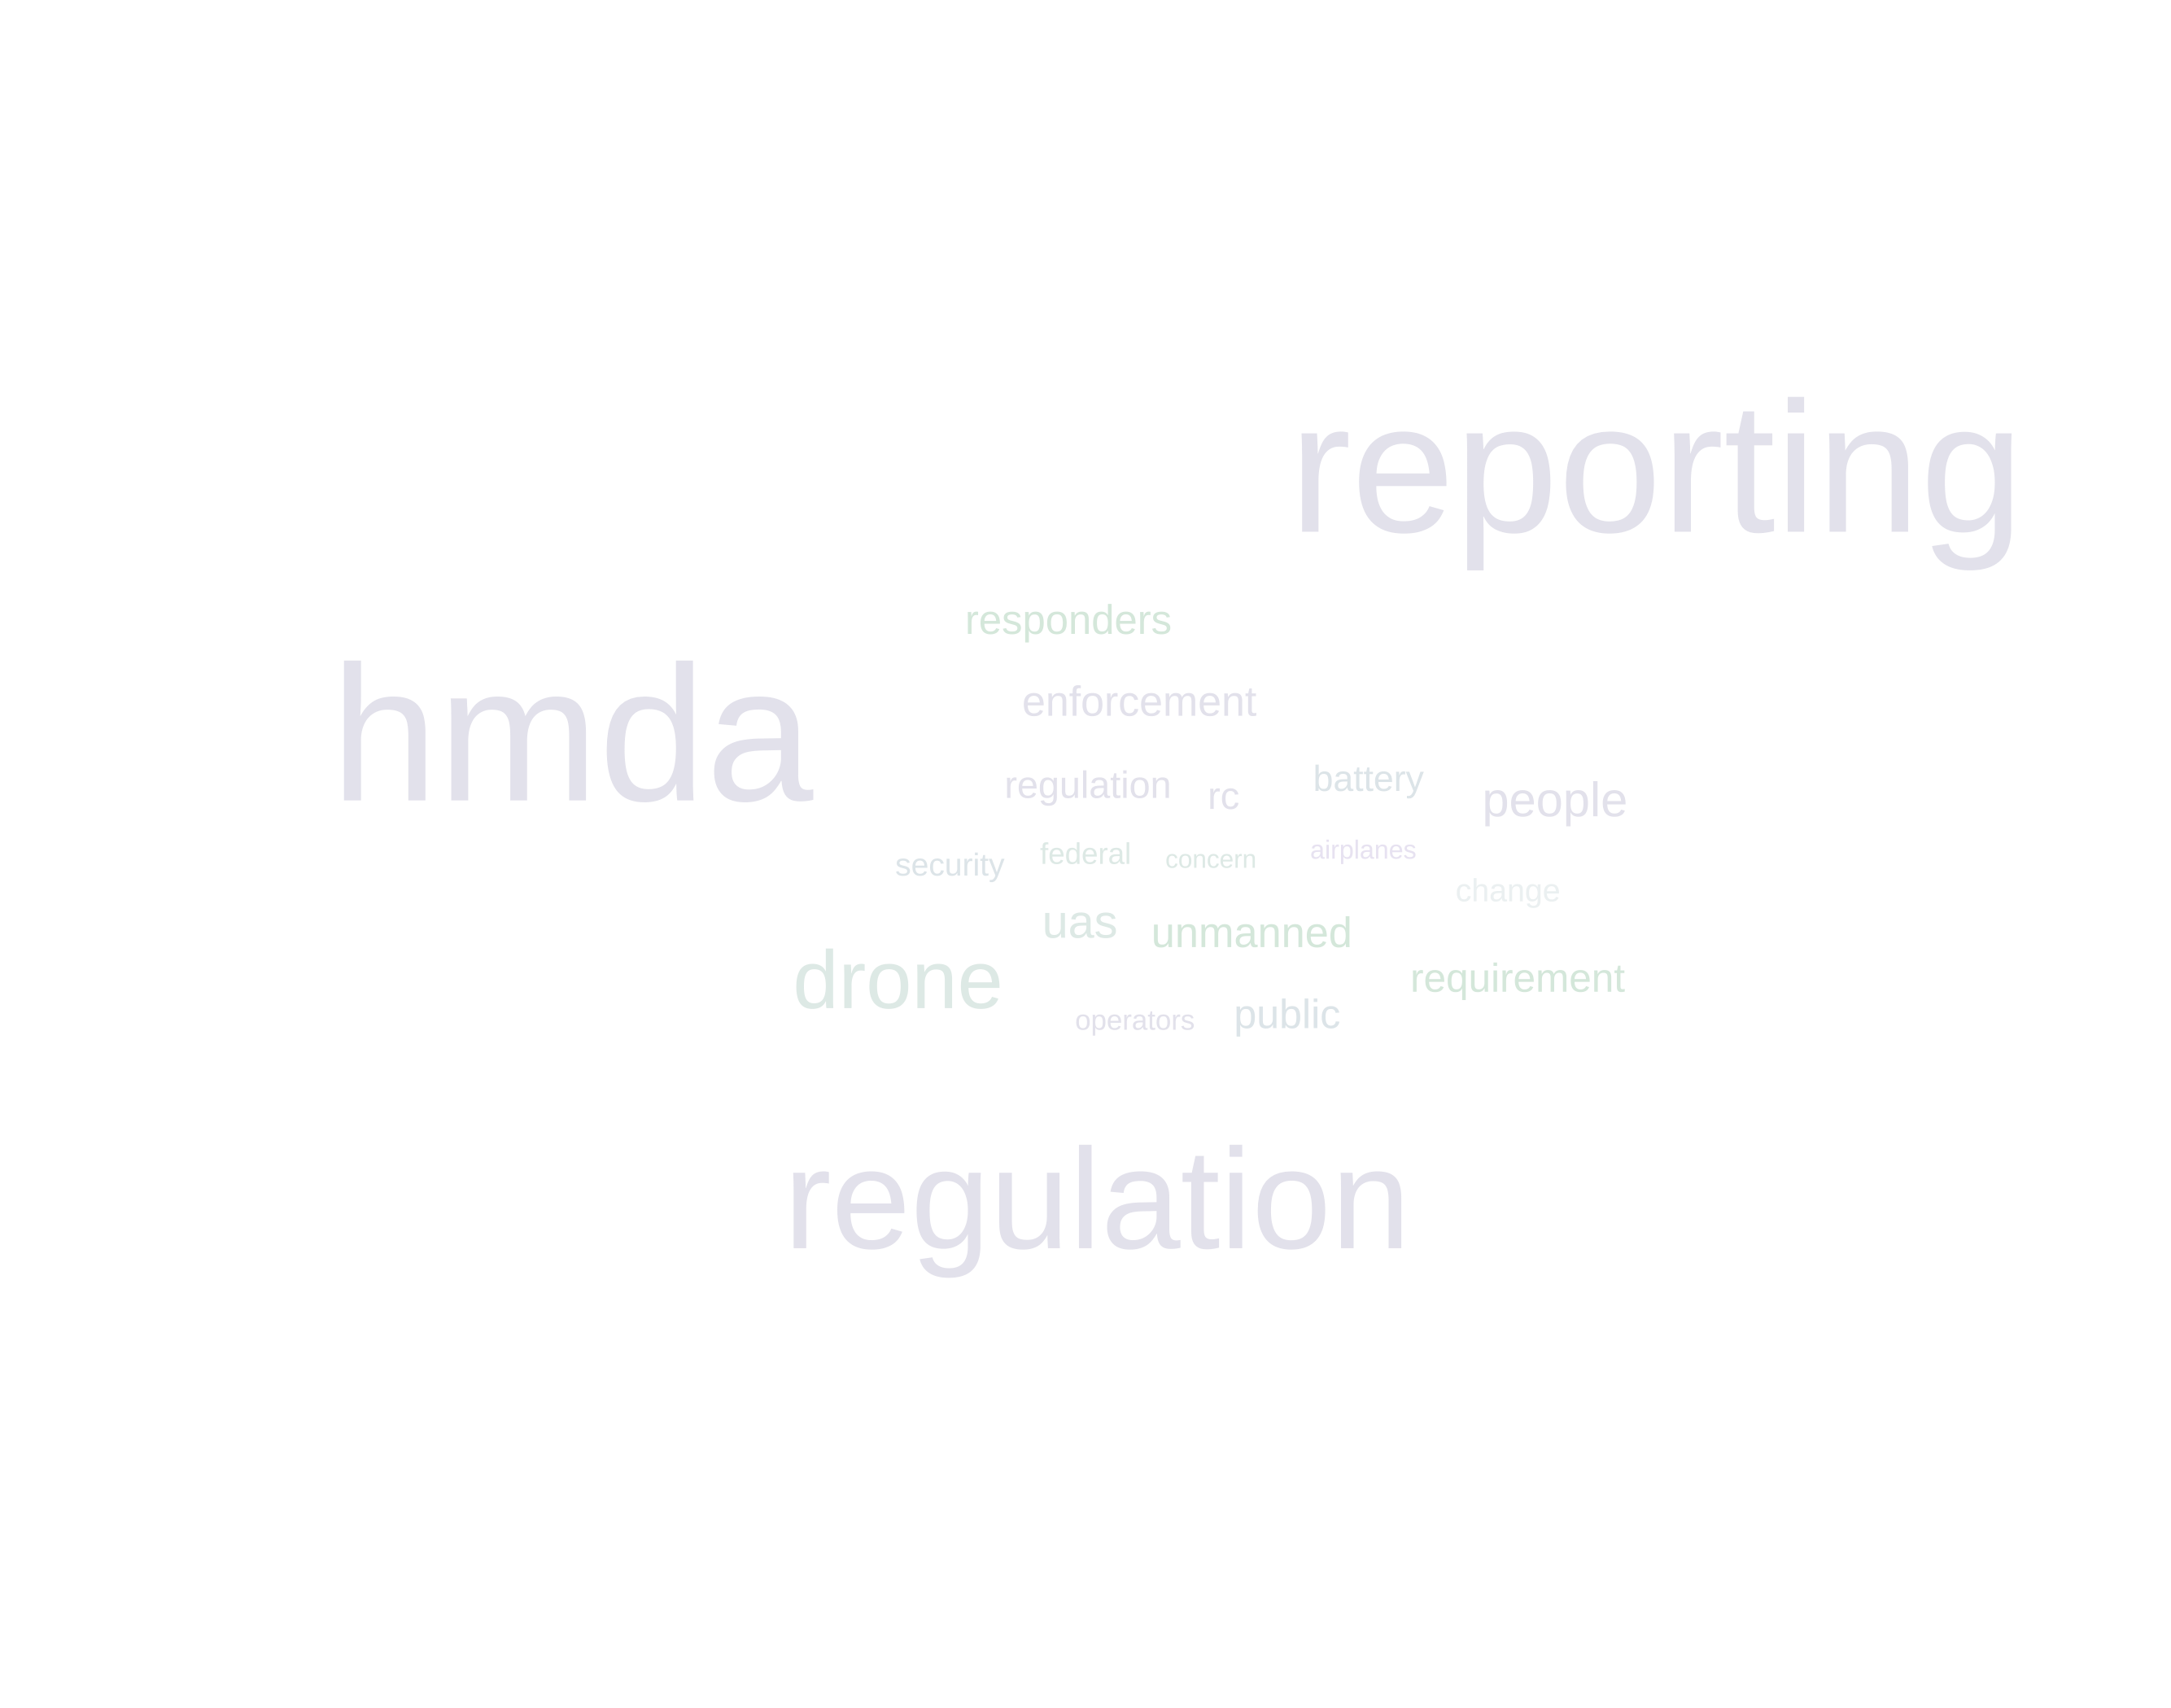 reporting
responders
hmda
enforcement
regulation
rc
battery
people
security
federal
concern
airplanes
change
uas
unmanned
drone
requirement
operators
public
regulation